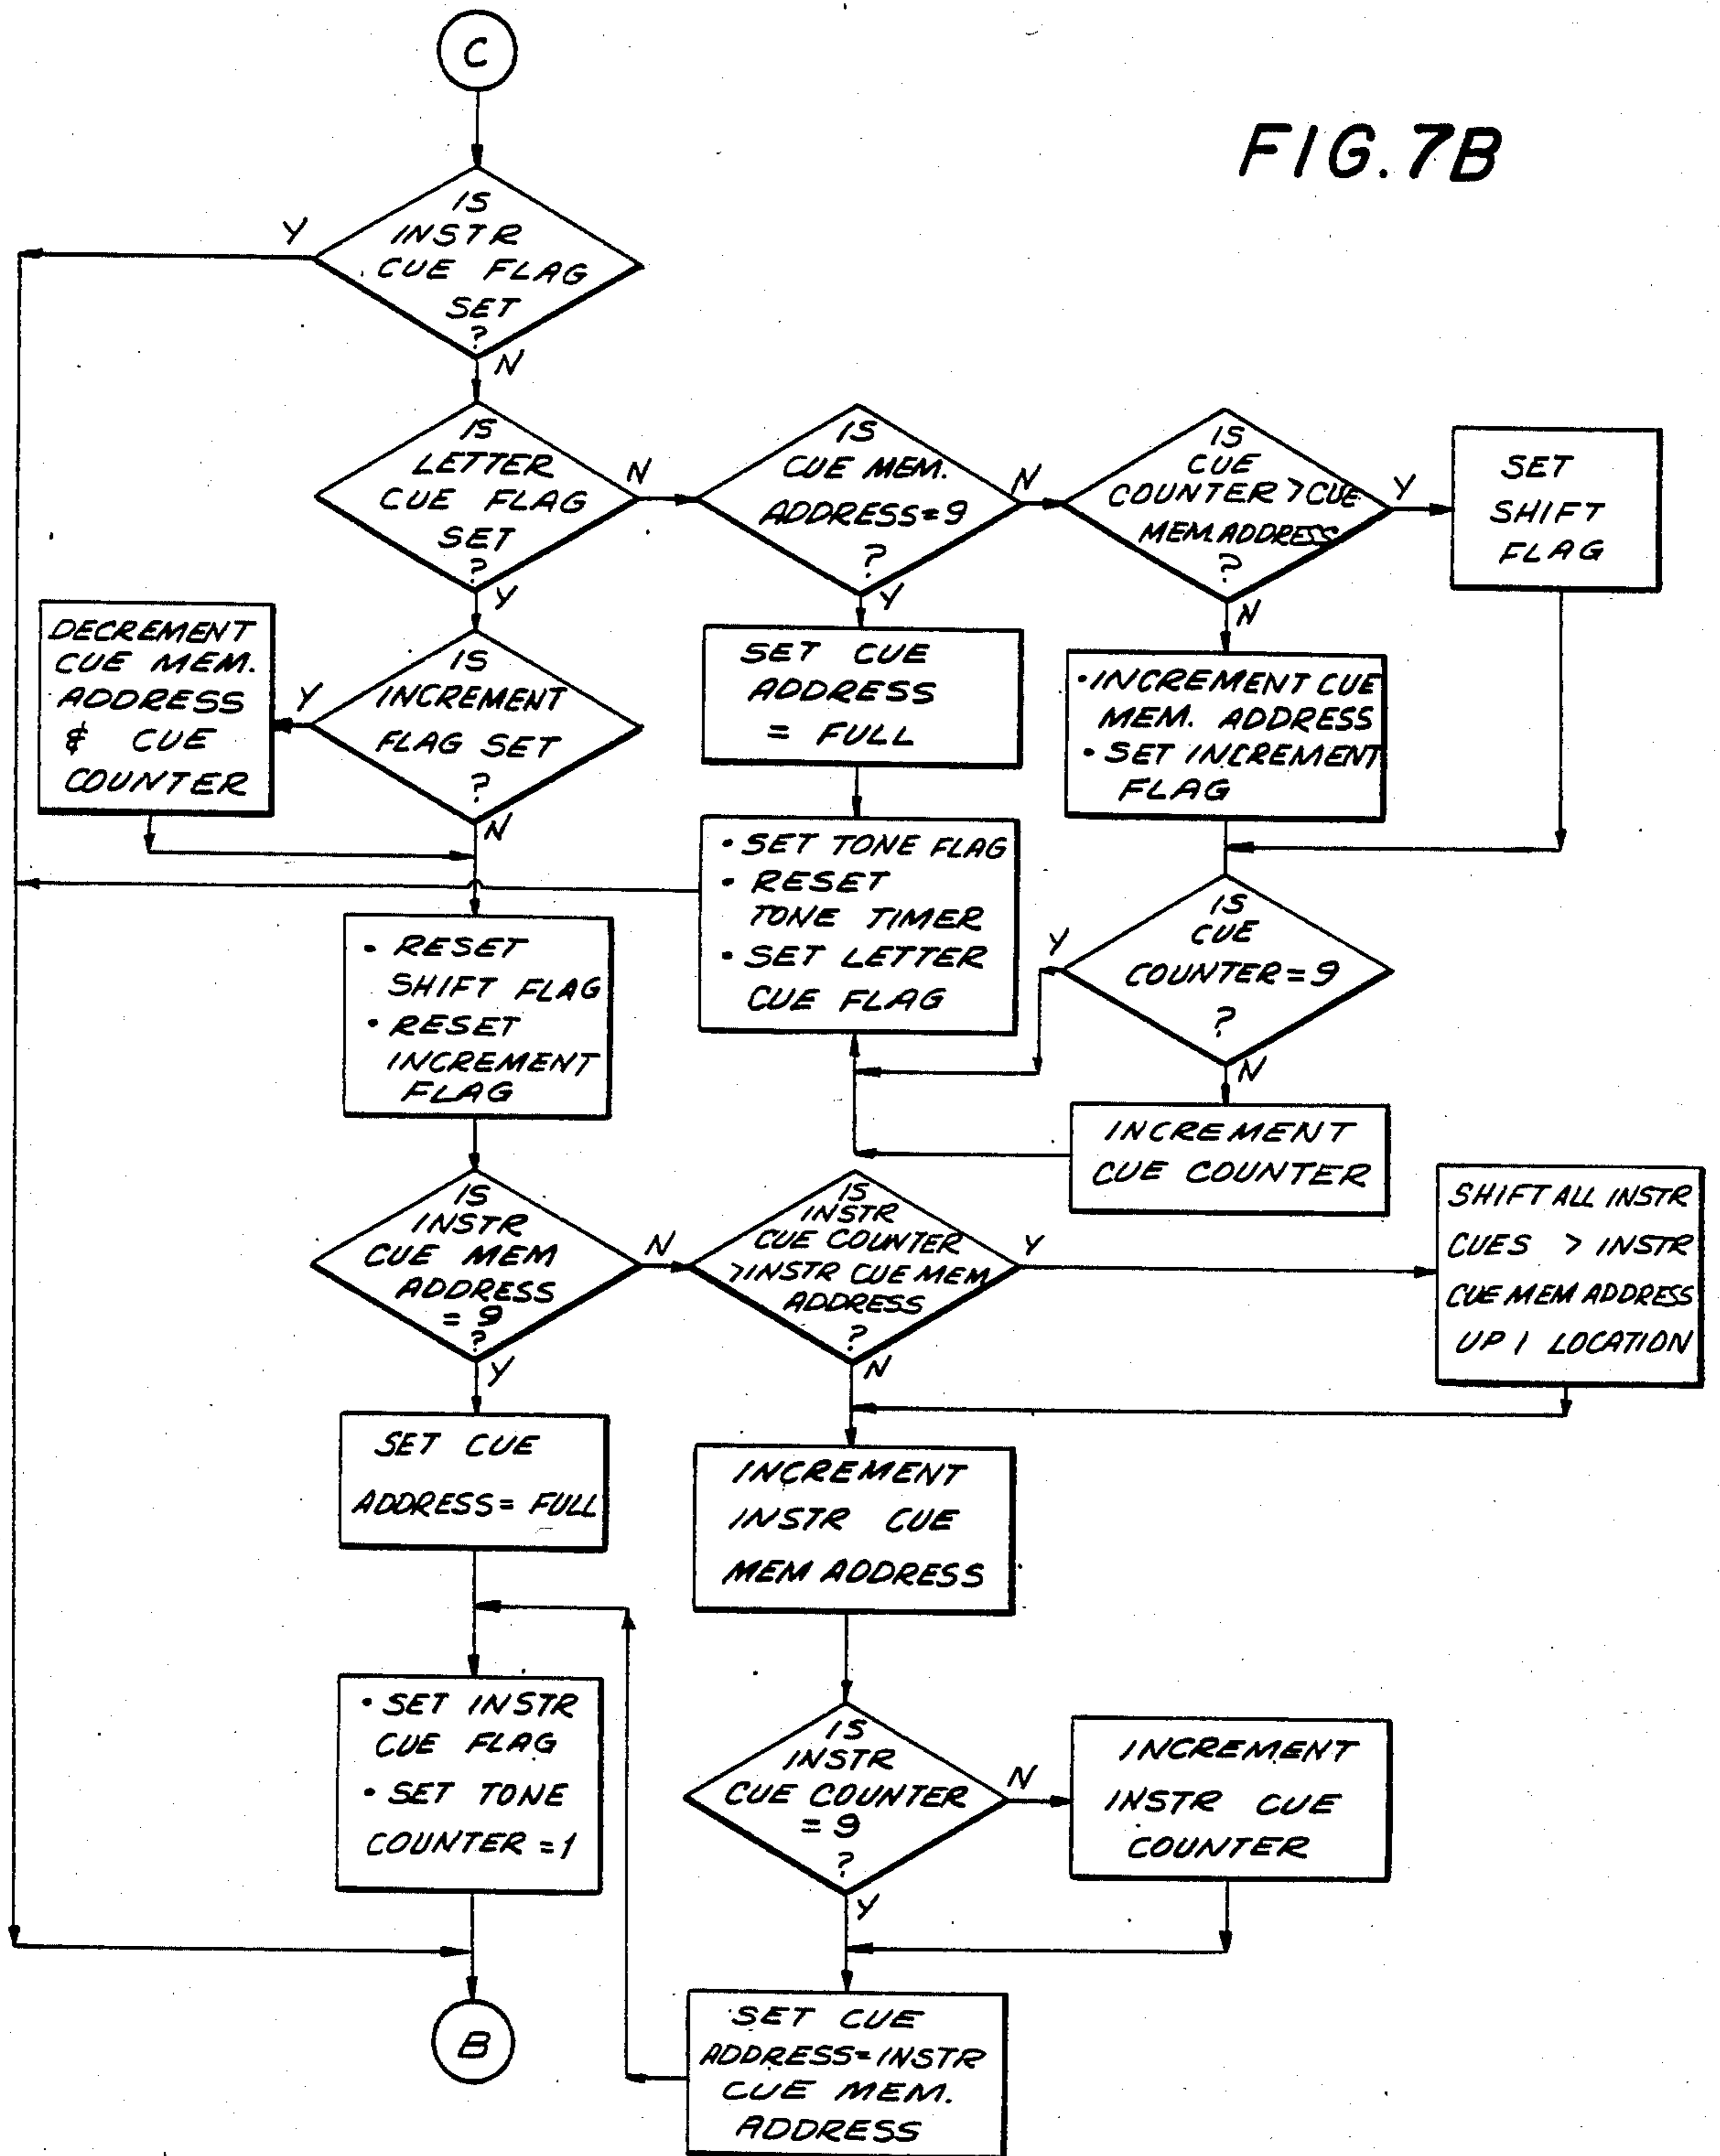 C
FIG. 7B
IS
INSTR
CUE FLAG
SET
?
Y
N
IS
LETTER
CUE FLAG
SET
?
N
Y
IS
CUE MEM.
ADDRESS=9
?
N
Y
IS
CUE
COUNTER>CUE
MEM.ADDRESS
?
Y
N
SET
SHIFT
FLAG
DECREMENT
CUE MEM.
ADDRESS
& CUE
COUNTER
IS
INCREMENT
FLAG SET
?
Y
N
SET CUE
ADDRESS
= FULL
•INCREMENT CUE
MEM. ADDRESS
• SET INCREMENT
FLAG
• SET TONE FLAG
• RESET
TONE TIMER
• SET LETTER
CUE FLAG
IS
CUE
COUNTER=9
?
Y
N
• RESET
SHIFT FLAG
• RESET
INCREMENT
FLAG
INCREMENT
CUE COUNTER
IS
INSTR
CUE MEM
ADDRESS
= 9
?
N
Y
IS
INSTR
CUE COUNTER
>INSTR CUE MEM
ADDRESS
?
Y
N
SHIFT ALL INSTR
CUES > INSTR
CUE MEM ADDRESS
UP 1 LOCATION
SET CUE
ADDRESS= FULL
INCREMENT
INSTR CUE
MEM ADDRESS
• SET INSTR
CUE FLAG
• SET TONE
COUNTER =1
IS
INSTR
CUE COUNTER
= 9
?
N
Y
INCREMENT
INSTR CUE
COUNTER
B
SET CUE
ADDRESS=INSTR
CUE MEM.
ADDRESS